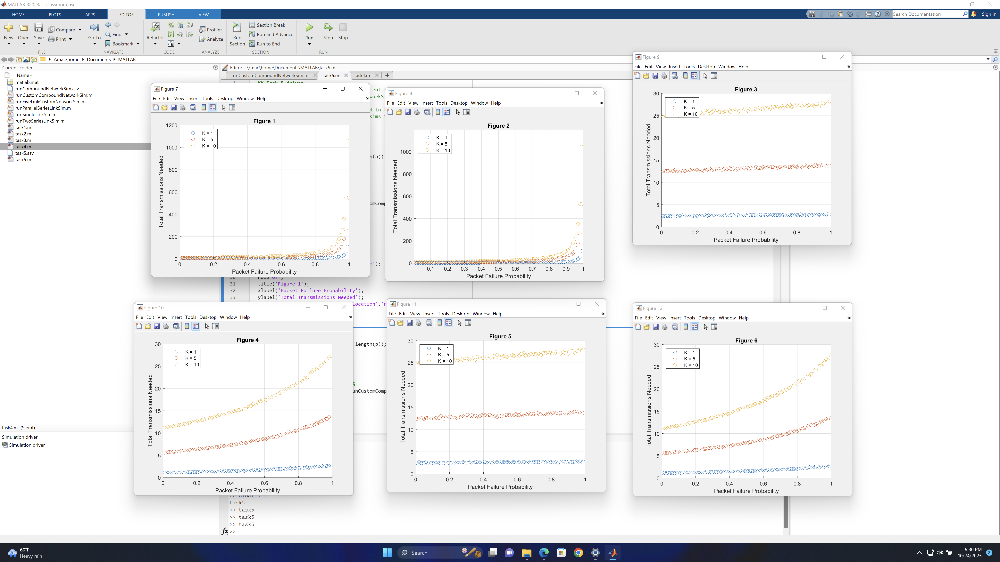 MATLAB R2023a - classroom use
HOME PLOTS APPS EDITOR PUBLISH VIEW
Search Documentation Sign In
New Open Save Compare Print
Go To Find Bookmark
Refactor
Profiler Analyze
Run Section Section Break Run and Advance Run to End
Run Step Stop
FILE NAVIGATE CODE ANALYZE SECTION RUN
\\mac\home Documents MATLAB
Current Folder
Name
matlab.mat
runCompoundNetworkSim.asv
runCustomCompoundNetworkSim.m
runFiveLinkCustomNetworkSim.m
runParallelSeriesLinkSim.m
runSingleLinkSim.m
runTwoSeriesLinkSim.m
task1.m
task2.m
task3.m
task4.m
task5.asv
task5.m
task4.m (Script)
Simulation driver
Simulation driver
Editor - \\mac\home\Documents\MATLAB\task5.m
runCustomCompoundNetworkSim.m task5.m task4.m +
h(p));
o');
31 title('Figure 1');
32 xlabel('Packet Failure Probability');
33 ylabel('Total Transmissions Needed');
length(p));
%
>> clear all
task5
>> task5
>> task5
>> task5
fx >>
Figure 7
File Edit View Insert Tools Desktop Window Help
Figure 1
K = 1
K = 5
K = 10
Total Transmissions Needed
1200
1000
800
600
400
200
0
0 0.2 0.4 0.6 0.8 1
Packet Failure Probability
Figure 8
File Edit View Insert Tools Desktop Window Help
Figure 2
K = 1
K = 5
K = 10
Total Transmissions Needed
1000
800
600
400
200
0
0.1 0.2 0.3 0.4 0.5 0.6 0.7 0.8 0.9 1
Packet Failure Probability
Figure 9
File Edit View Insert Tools Desktop Window Help
Figure 3
K = 1
K = 5
K = 10
Total Transmissions Needed
30
25
20
15
10
5
0
0 0.2 0.4 0.6 0.8 1
Packet Failure Probability
Figure 10
File Edit View Insert Tools Desktop Window Help
Figure 4
K = 1
K = 5
K = 10
Total Transmissions Needed
30
25
20
15
10
5
0
0 0.2 0.4 0.6 0.8 1
Packet Failure Probability
Figure 11
File Edit View Insert Tools Desktop Window Help
Figure 5
K = 1
K = 5
K = 10
Total Transmissions Needed
30
25
20
15
10
5
0
0 0.2 0.4 0.6 0.8 1
Packet Failure Probability
Figure 12
File Edit View Insert Tools Desktop Window Help
Figure 6
K = 1
K = 5
K = 10
Total Transmissions Needed
30
25
20
15
10
5
0
0 0.2 0.4 0.6 0.8 1
Packet Failure Probability
60°F
Heavy rain
Search
9:30 PM
10/24/2025
2